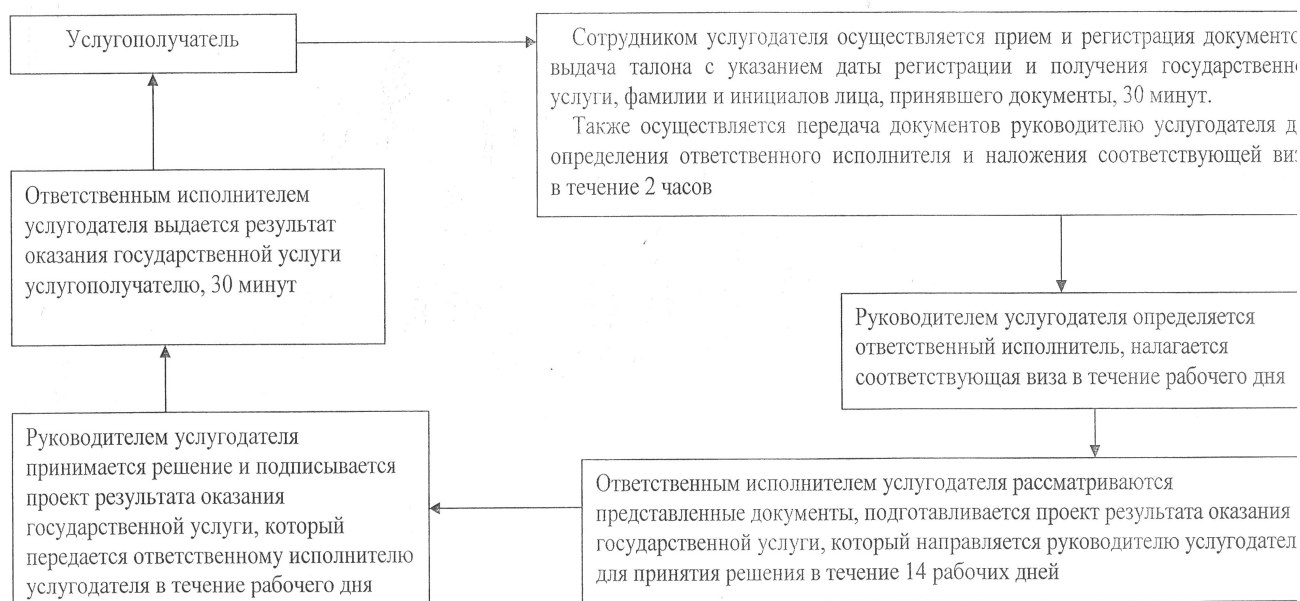 Услугополучатель
Сотрудником услугодателя осуществляется прием и регистрация документо
выдача талона с указанием даты регистрации и получения государственн
услуги, фамилии и инициалов лица, принявшего документы, 30 минут.
Также осуществляется передача документов руководителю услугодателя д
определения ответственного исполнителя и наложения соответствующей виз
в течение 2 часов
Руководителем услугодателя определяется
ответственный исполнитель, налагается
соответствующая виза в течение рабочего дня
Ответственным исполнителем услугодателя рассматриваются
представленные документы, подготавливается проект результата оказания
государственной услуги, который направляется руководителю услугодател
для принятия решения в течение 14 рабочих дней
Руководителем услугодателя
принимается решение и подписывается
проект результата оказания
государственной услуги, который
передается ответственному исполнителю
услугодателя в течение рабочего дня
Ответственным исполнителем
услугодателя выдается результат
оказания государственной услуги
услугополучателю, 30 минут